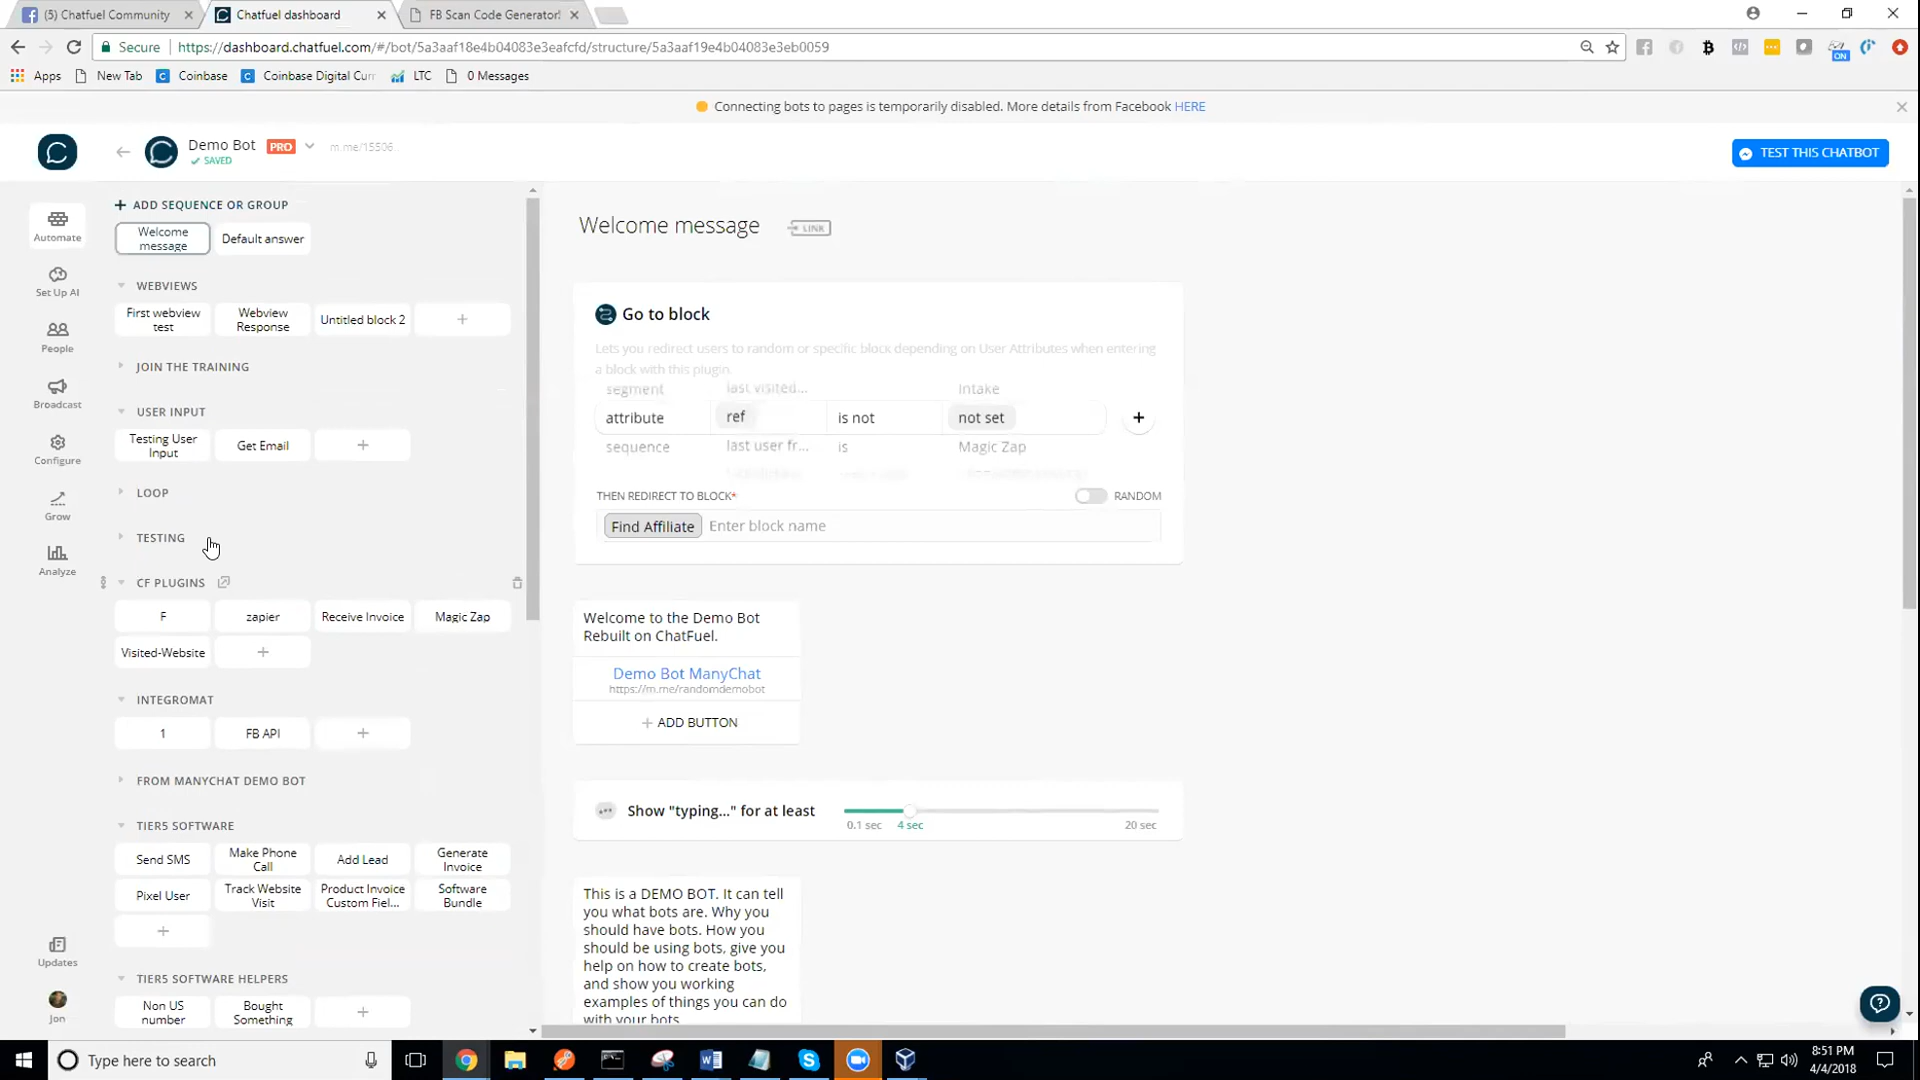 (5) Chatfuel Community
Chatfuel dashboard
FB Scan Code Generator!
Secure
https://dashboard.chatfuel.com/#/bot/5a3aaf18e4b04083e3eafcfd/structure/5a3aaf19e4b04083e3eb0059
ON
Apps
New Tab
Coinbase
Coinbase Digital Curr
LTC
0 Messages
Connecting bots to pages is temporarily disabled. More details from Facebook HERE
Demo Bot PRO
SAVED
m.me/15506..
TEST THIS CHATBOT
Automate
Set Up AI
People
Broadcast
Configure
Grow
Analyze
Updates
Jon
+ ADD SEQUENCE OR GROUP
Welcome message
Default answer
WEBVIEWS
First webview test
Webview Response
Untitled block 2
+
JOIN THE TRAINING
USER INPUT
Testing User Input
Get Email
+
LOOP
TESTING
CF PLUGINS
F
zapier
Receive Invoice
Magic Zap
Visited-Website
+
INTEGROMAT
1
FB API
+
FROM MANYCHAT DEMO BOT
TIER5 SOFTWARE
Send SMS
Make Phone Call
Add Lead
Generate Invoice
Pixel User
Track Website Visit
Product Invoice Custom Fiel...
Software Bundle
+
TIER5 SOFTWARE HELPERS
Non US number
Bought Something
+
Welcome message
LINK
Go to block
Lets you redirect users to random or specific block depending on User Attributes when entering
a block with this plugin.
segment last visited... Intake
attribute ref is not not set +
sequence last user fr... is Magic Zap
THEN REDIRECT TO BLOCK*
RANDOM
Find Affiliate Enter block name
Welcome to the Demo Bot
Rebuilt on ChatFuel.
Demo Bot ManyChat
https://m.me/randomdemobot
+ ADD BUTTON
Show "typing..." for at least
0.1 sec 4 sec 20 sec
This is a DEMO BOT. It can tell
you what bots are. Why you
should have bots. How you
should be using bots, give you
help on how to create bots,
and show you working
examples of things you can do
with your bots.
Type here to search
8:51 PM
4/4/2018